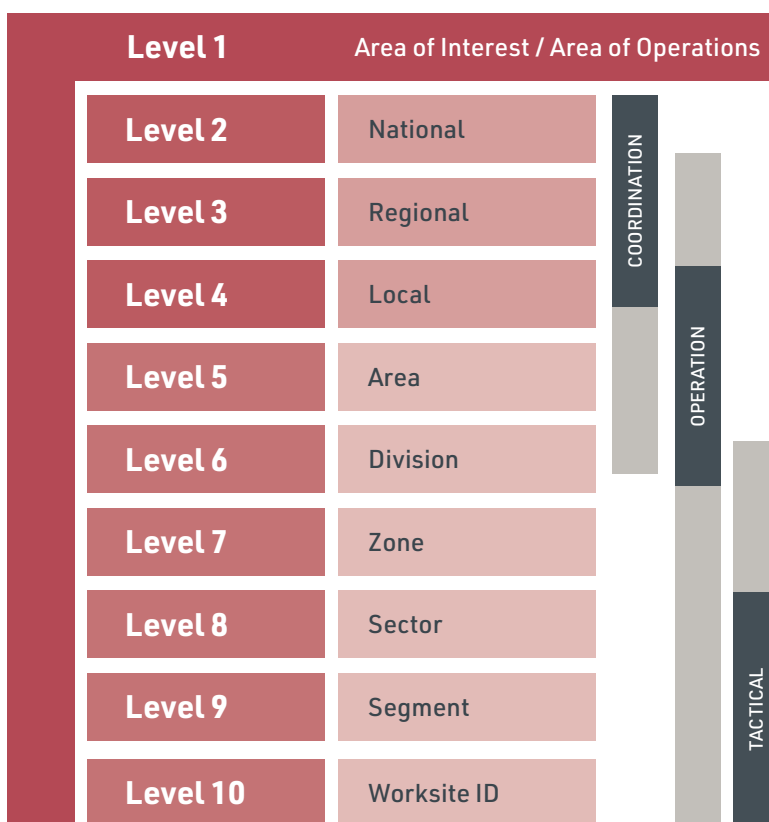 Level 1 Area of Interest / Area of Operations
Level 2 National
Level 3 Regional
Level 4 Local
Level 5 Area
Level 6 Division
Level 7 Zone
Level 8 Sector
Level 9 Segment
Level 10 Worksite ID
COORDINATION
OPERATION
TACTICAL